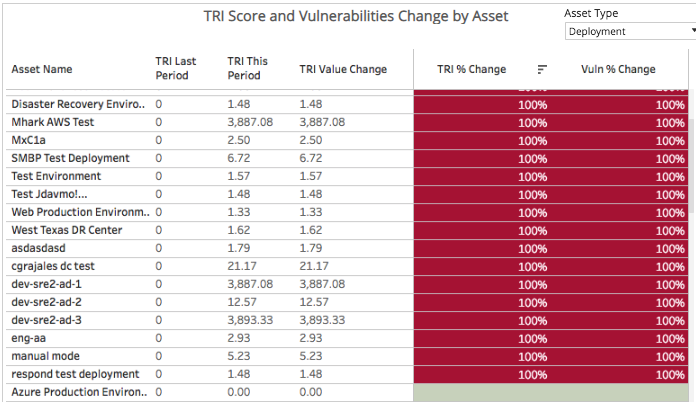 TRI Score and Vulnerabilities Change by Asset
Asset Type
Deployment
Asset Name TRI Last Period TRI This Period TRI Value Change TRI % Change Vuln % Change
Disaster Recovery Enviro.. 0 1.48 1.48 100% 100%
Mhark AWS Test 0 3,887.08 3,887.08 100% 100%
MxC1a 0 2.50 2.50 100% 100%
SMBP Test Deployment 0 6.72 6.72 100% 100%
Test Environment 0 1.57 1.57 100% 100%
Test Jdavmo!... 0 1.48 1.48 100% 100%
Web Production Environm.. 0 1.33 1.33 100% 100%
West Texas DR Center 0 1.62 1.62 100% 100%
asdasdasd 0 1.79 1.79 100% 100%
cgrajales dc test 0 21.17 21.17 100% 100%
dev-sre2-ad-1 0 3,887.08 3,887.08 100% 100%
dev-sre2-ad-2 0 12.57 12.57 100% 100%
dev-sre2-ad-3 0 3,893.33 3,893.33 100% 100%
eng-aa 0 2.93 2.93 100% 100%
manual mode 0 5.23 5.23 100% 100%
respond test deployment 0 1.48 1.48 100% 100%
Azure Production Environ.. 0 0.00 0.00